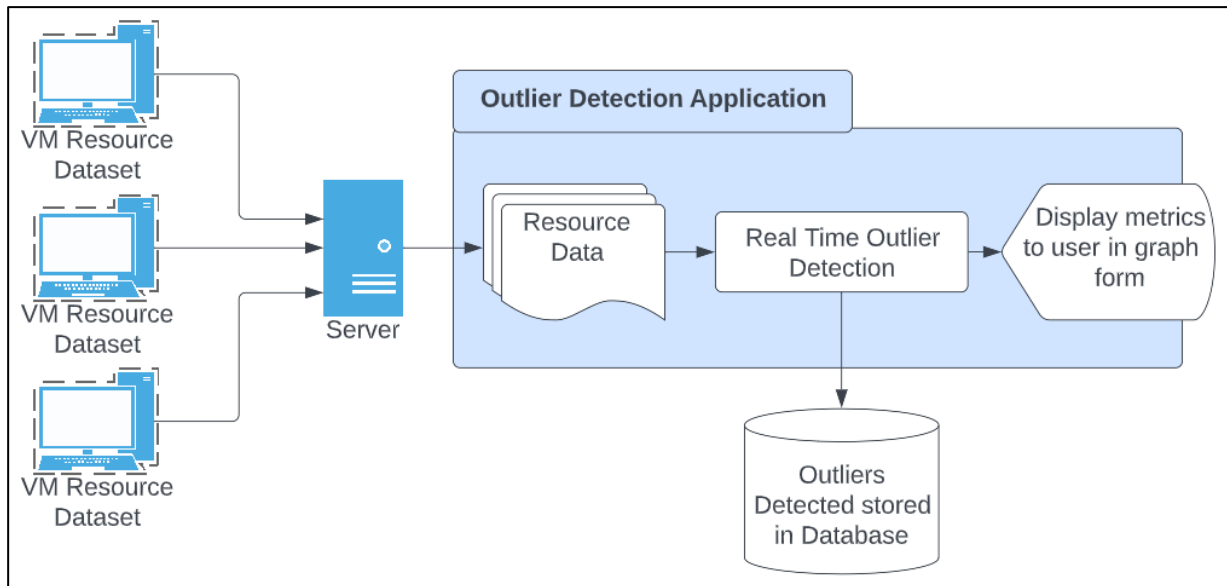 VM Resource
Dataset
VM Resource
Dataset
VM Resource
Dataset
Server
Outlier Detection Application
Resource
Data
Real Time Outlier
Detection
Display metrics
to user in graph
form
Outliers
Detected stored
in Database